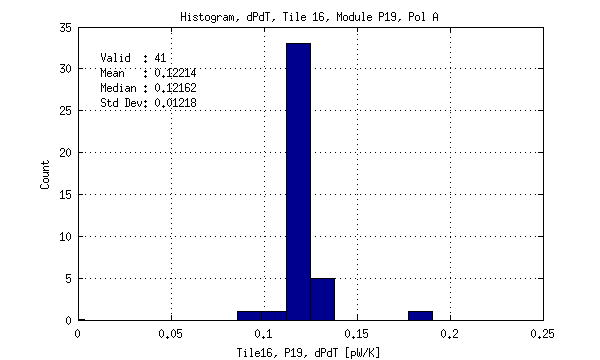 Histogram, dPdT, Tile 16, Module P19, Pol A
35
30
25
20
15
10
5
0
Count
Valid : 41
Mean : 0.12214
Median : 0.12162
Std Dev: 0.01218
0 0.05 0.1 0.15 0.2 0.25
Tile16, P19, dPdT [pW/K]